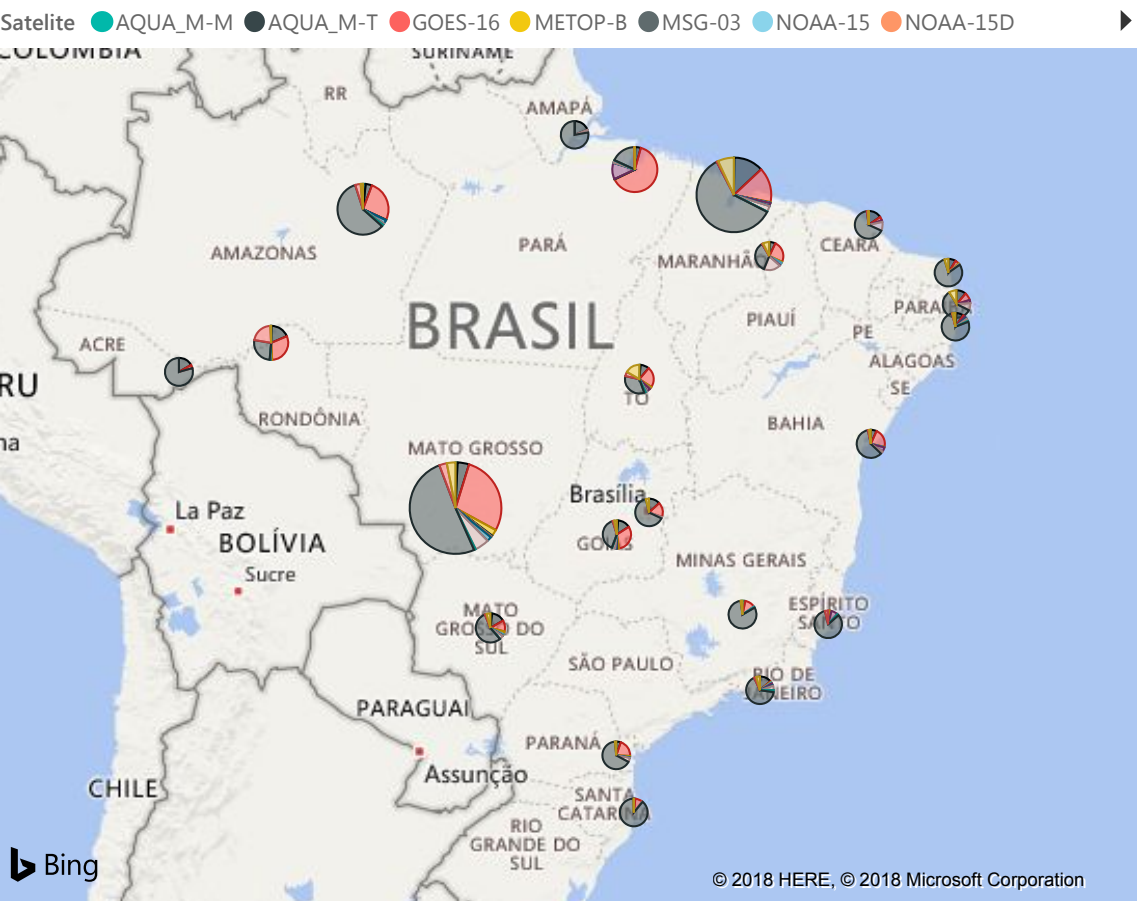 Satelite AQUA_M-M AQUA_M-T GOES-16 METOP-B MSG-03 NOAA-15 NOAA-15D
COLOMBIA
SURINAME
RR
AMAPÁ
AMAZONAS
PARÁ
MARANHÃO
CEARÁ
BRASIL
PIAUÍ
PE
ALAGOAS
SE
ACRE
RU
RONDÔNIA
TO
BAHIA
na
MATO GROSSO
Brasília
La Paz
BOLÍVIA
GOIÁS
MINAS GERAIS
Sucre
MATO
GROSSO DO
SUL
ESPÍRITO
SANTO
SÃO PAULO
RIO DE
JANEIRO
PARAGUAI
PARANÁ
Assunção
CHILE
SANTA
CATARINA
RIO
GRANDE DO
SUL
Bing
© 2018 HERE, © 2018 Microsoft Corporation